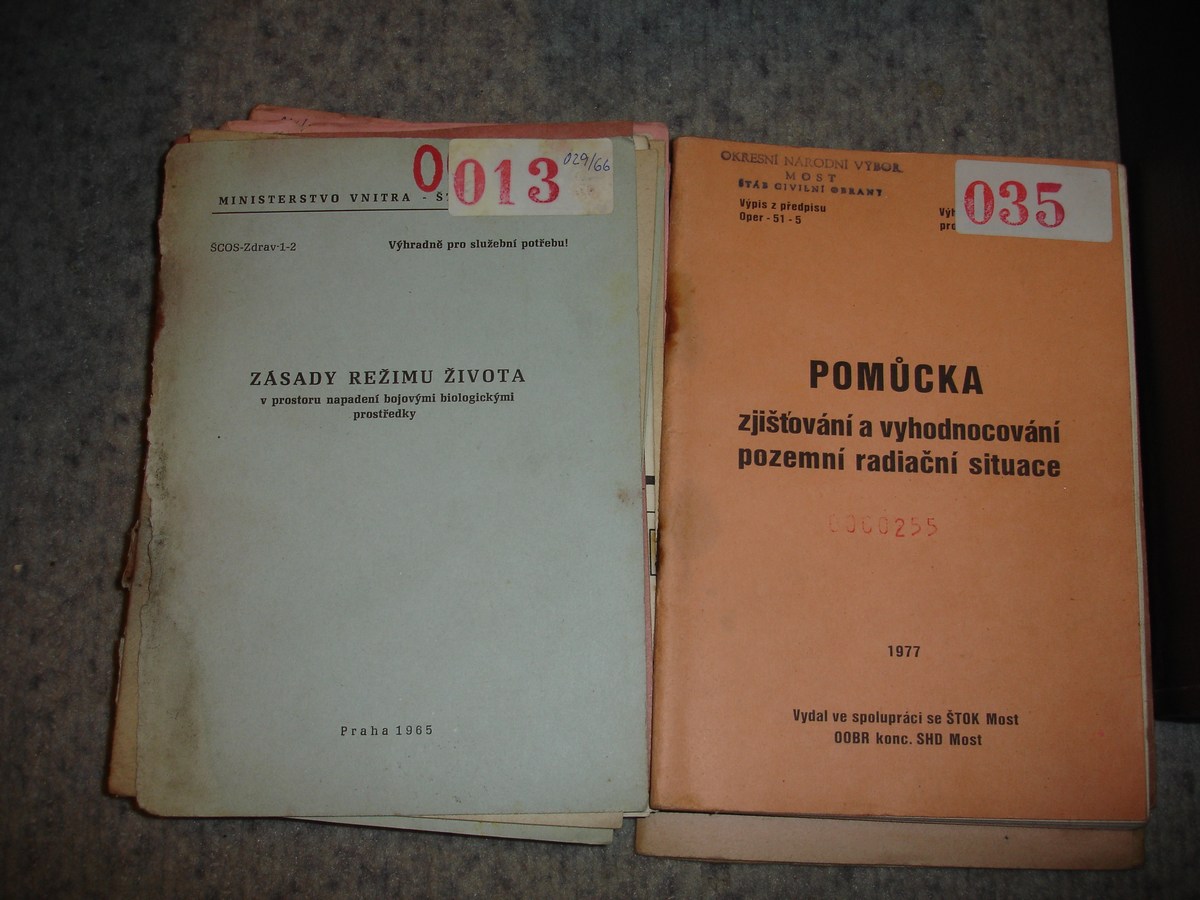 013
029/66
MINISTERSTVO VNITRA -
ŠCOS-Zdrav-1-2
Výhradně pro služební potřebu!
ZÁSADY REŽIMU ŽIVOTA
v prostoru napadení bojovými biologickými
prostředky
Praha 1965
OKRESNÍ NÁRODNÍ VÝBOR
MOST
ŠTÁB CIVILNÍ OBRANY
035
Výpis z předpisu
Oper - 51 - 5
POMŮCKA
zjišťování a vyhodnocování
pozemní radiační situace
0000255
1977
Vydal ve spolupráci se ŠTOK Most
OOBR konc. SHD Most